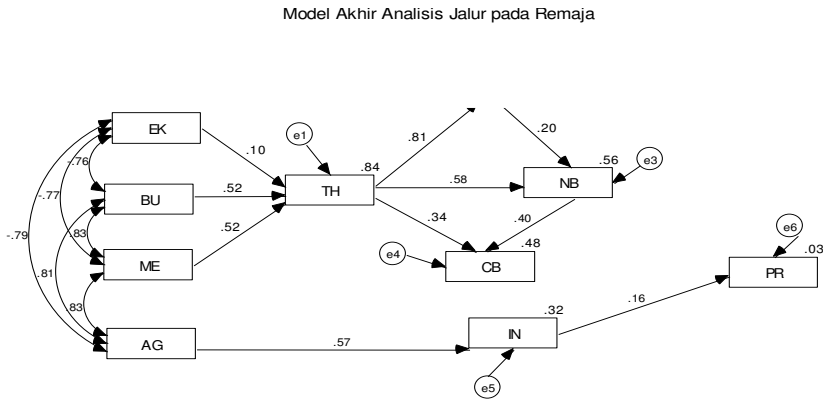 Model Akhir Analisis Jalur pada Remaja
EK
BU
ME
AG
TH
NB
CB
IN
PR
e1
e3
e4
e5
e6
.10
.52
.52
.57
.81
.58
.34
.20
.40
.16
.84
.56
.48
.32
.03
-.76
-.77
-.79
.83
.81
.83